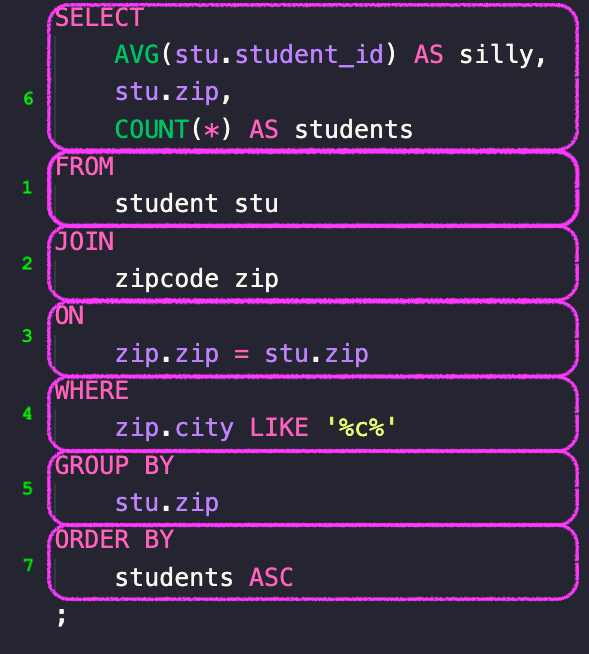 SELECT
AVG(stu.student_id) AS silly,
6 stu.zip,
COUNT(*) AS students
FROM
1
student stu
JOIN
2
zipcode zip
ON
3
zip.zip = stu.zip
WHERE
4
zip.city LIKE '%c%'
GROUP BY
5
stu.zip
ORDER BY
7
students ASC
;